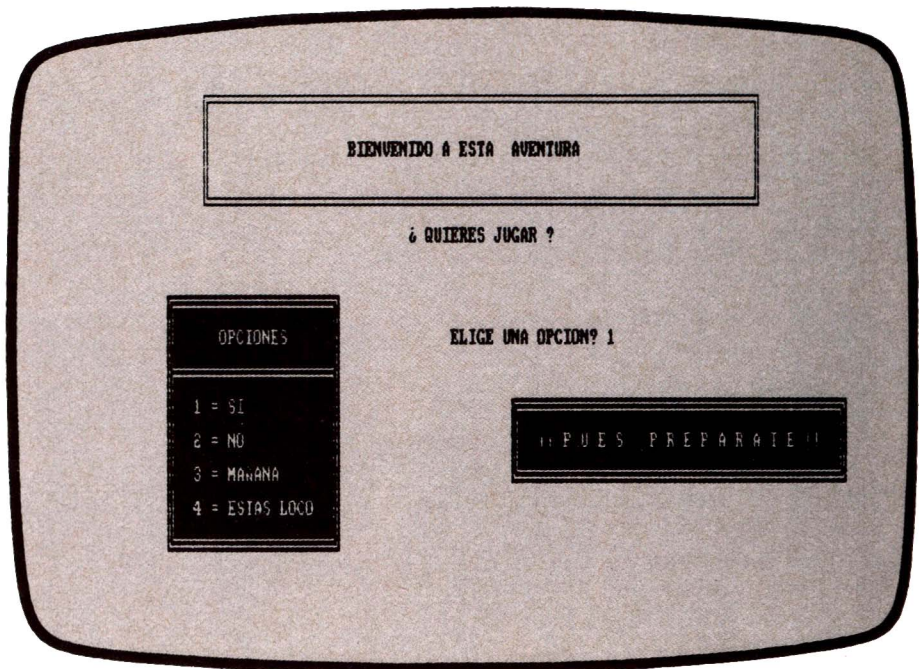 BIENVENIDO A ESTA AVENTURA
¿ QUIERES JUGAR ?
OPCIONES
1 = SI
2 = NO
3 = MAÑANA
4 = ESTAS LOCO
ELIGE UNA OPCION? 1
¡¡PUES PREPARATE!!